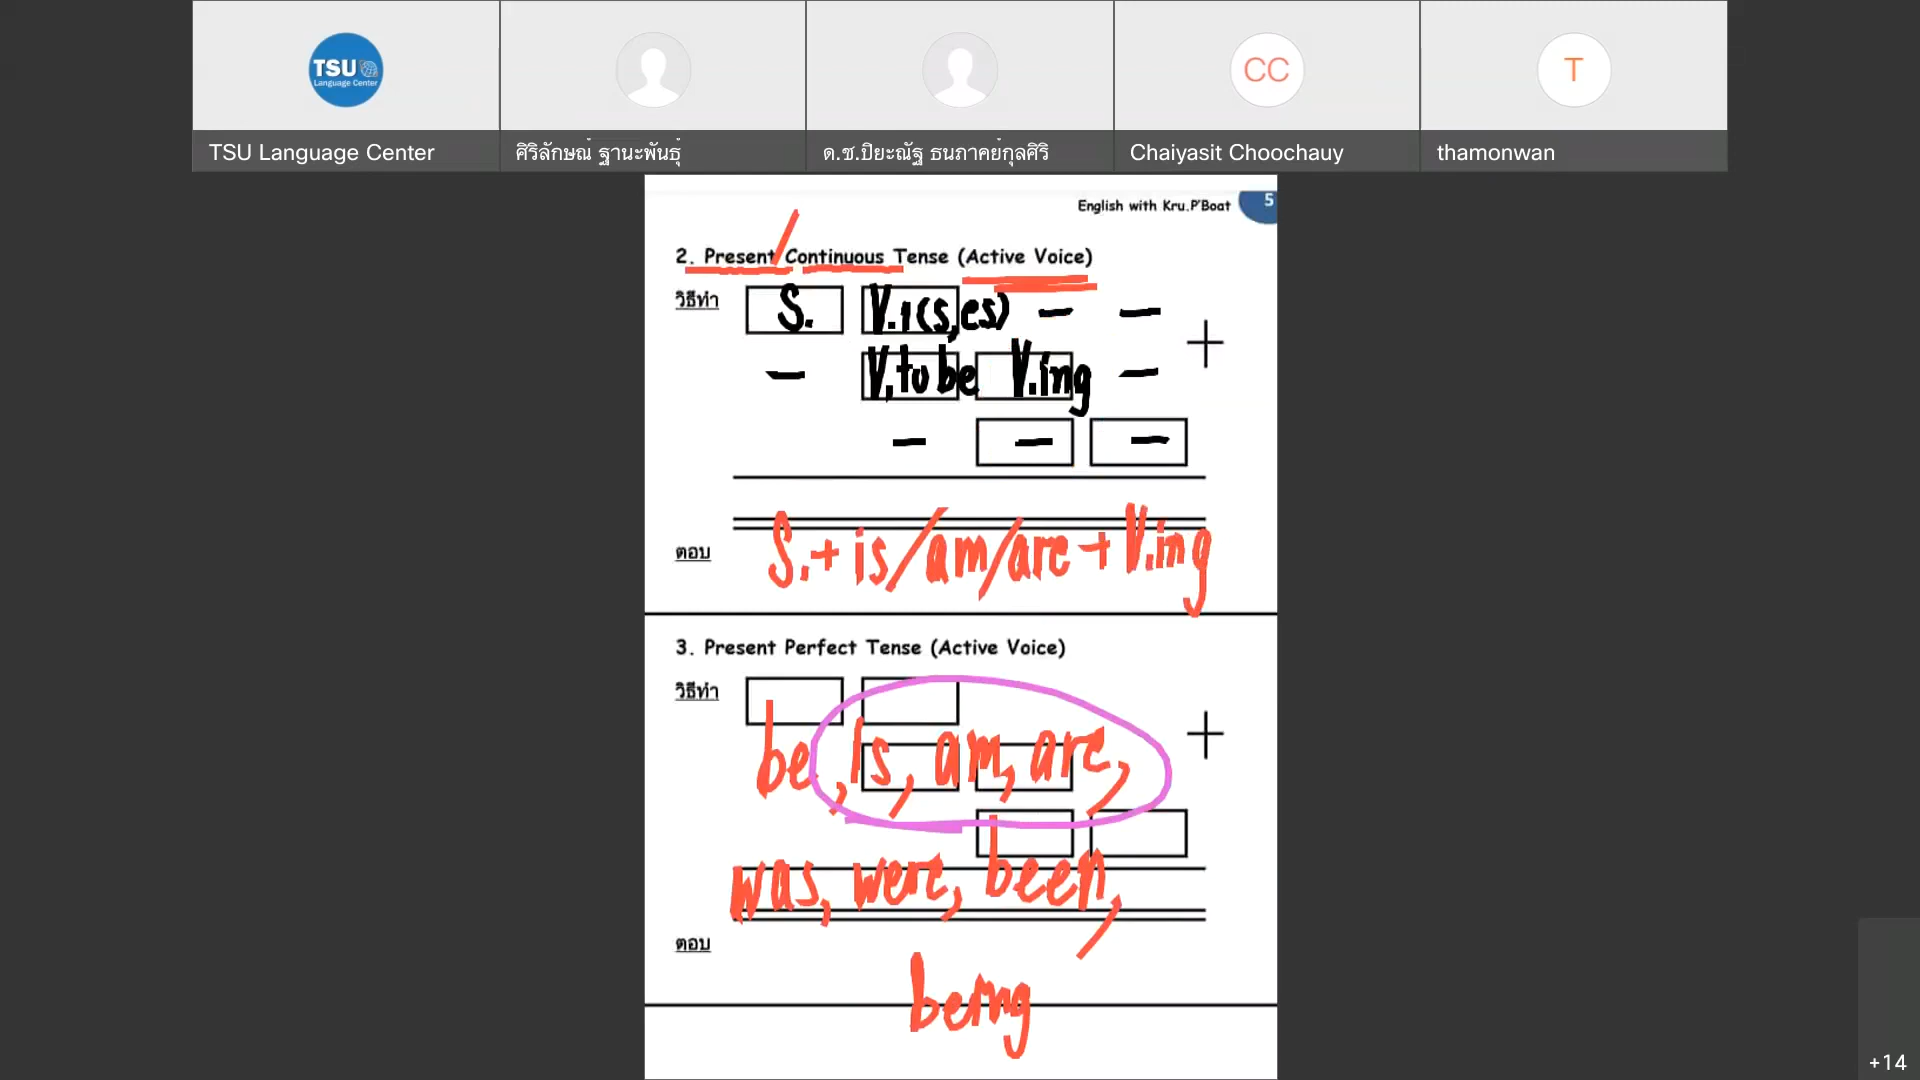 TSU
Language Center
TSU Language Center
ศิริลักษณ์ ฐานะพันธุ์
ด.ช.ปิยะณัฐ ธนภาคย์กุลศิริ
CC
Chaiyasit Choochauy
T
thamonwan
English with Kru.P'Boat 5
2. Present/Continuous Tense (Active Voice)
วิธีทำ S. V.1(s,es) — —
+
— V.to be V.ing —
— — —
ตอบ S.+is/am/are+V.ing
3. Present Perfect Tense (Active Voice)
วิธีทำ
+
be, is, am, are,
was, were, been,
ตอบ
being
+14